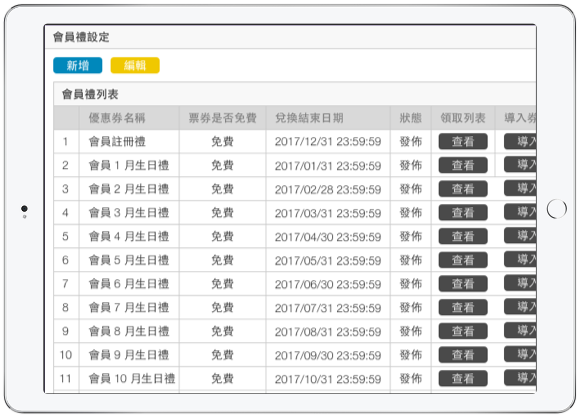 會員禮設定
新增 編輯
會員禮列表
優惠券名稱 票券是否免費 兌換結束日期 狀態 領取列表 導入券
1 會員註冊禮 免費 2017/12/31 23:59:59 發佈 查看 導入
2 會員 1 月生日禮 免費 2017/01/31 23:59:59 發佈 查看 導入
3 會員 2 月生日禮 免費 2017/02/28 23:59:59 發佈 查看 導入
4 會員 3 月生日禮 免費 2017/03/31 23:59:59 發佈 查看 導入
5 會員 4 月生日禮 免費 2017/04/30 23:59:59 發佈 查看 導入
6 會員 5 月生日禮 免費 2017/05/31 23:59:59 發佈 查看 導入
7 會員 6 月生日禮 免費 2017/06/30 23:59:59 發佈 查看 導入
8 會員 7 月生日禮 免費 2017/07/31 23:59:59 發佈 查看 導入
9 會員 8 月生日禮 免費 2017/08/31 23:59:59 發佈 查看 導入
10 會員 9 月生日禮 免費 2017/09/30 23:59:59 發佈 查看 導入
11 會員 10 月生日禮 免費 2017/10/31 23:59:59 發佈 查看 導入